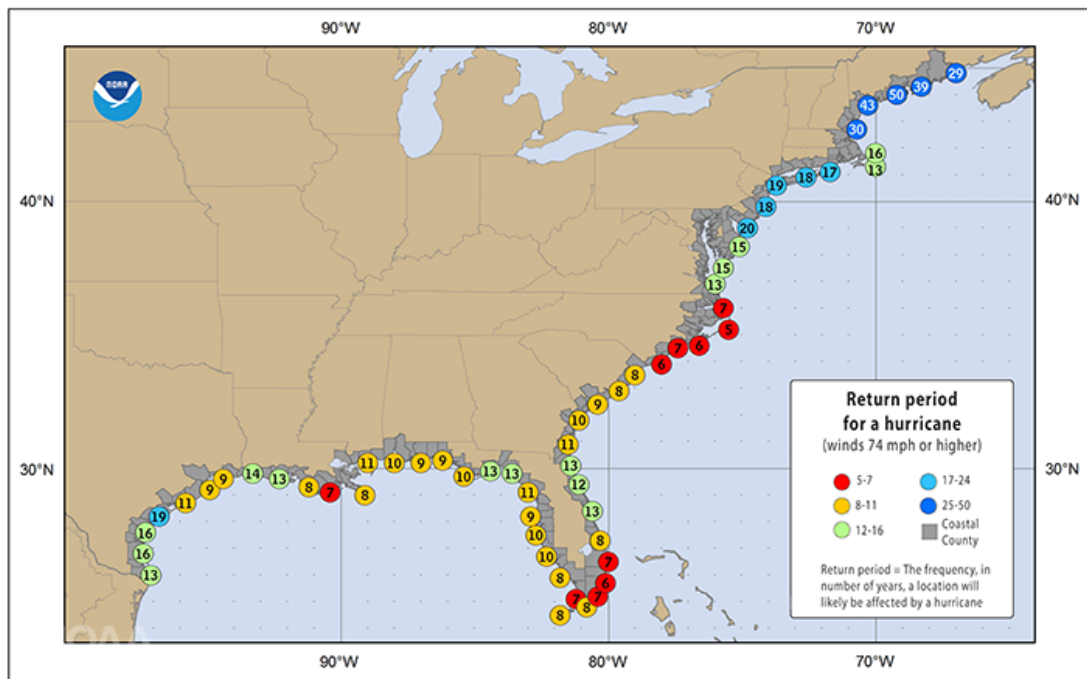 90°W 80°W 70°W
NOAA
29
50 39
43
30
16
13
19 18 17
40°N 40°N
18
20
15
15
13
7
5
7 6
6
8
8
9
10
11
30°N 11 10 9 9 30°N
10 13 13 13
9 9 14 13 8 7 8
11 12
11 9
19 13
16 10 8
16 10 7
13 8 6
7 8 7
8
Return period
for a hurricane
(winds 74 mph or higher)
5-7 17-24
8-11 25-50
12-16 Coastal
County
Return period = The frequency, in
number of years, a location will
likely be affected by a hurricane
90°W 80°W 70°W